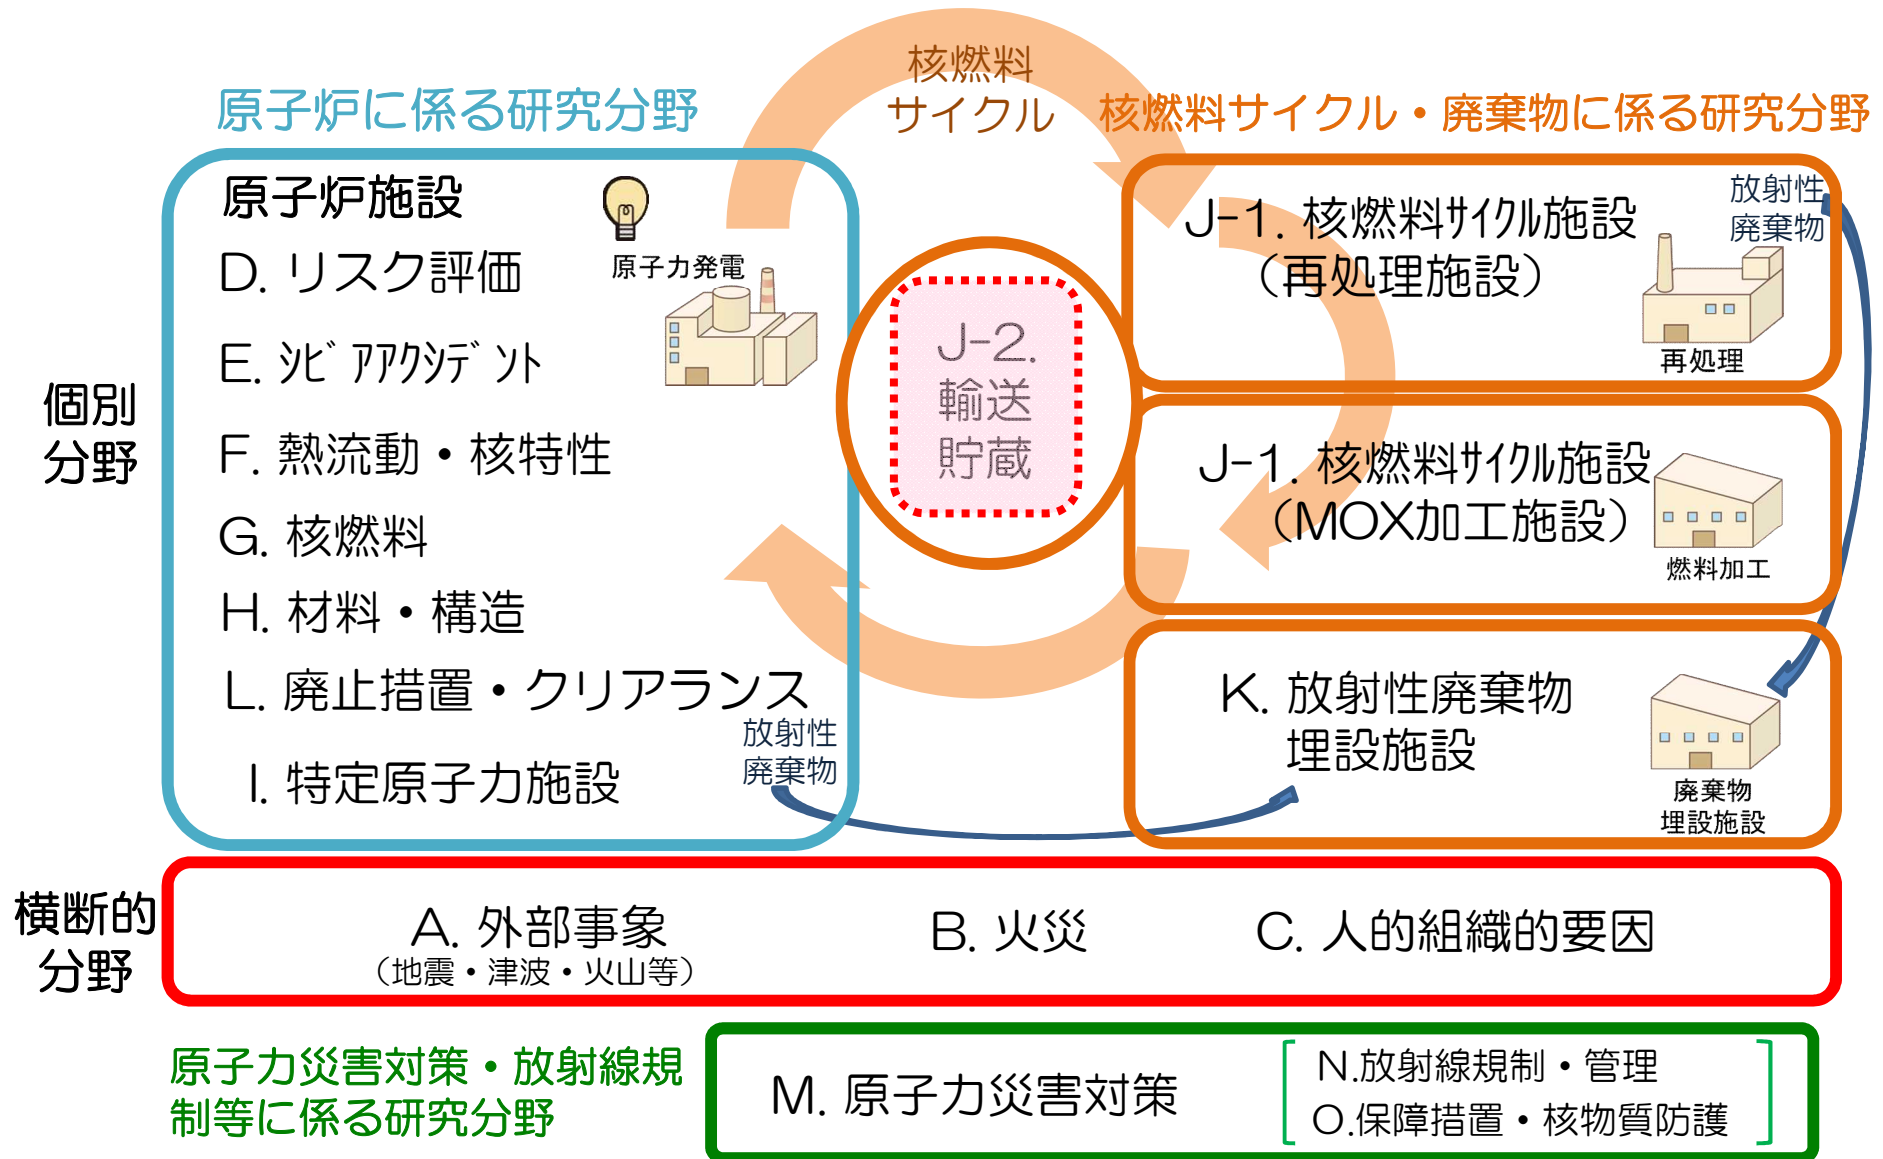 核燃料
サイクル
原子炉に係る研究分野
核燃料サイクル・廃棄物に係る研究分野
個別
分野
原子炉施設
原子力発電
D. リスク評価
E. ｼﾋﾞｱｱｸｼﾃﾞﾝﾄ
F. 熱流動・核特性
G. 核燃料
H. 材料・構造
L. 廃止措置・クリアランス
I. 特定原子力施設
放射性
廃棄物
J-2.
輸送
貯蔵
J-1. 核燃料ｻｲｸﾙ施設
（再処理施設）
放射性
廃棄物
再処理
J-1. 核燃料ｻｲｸﾙ施設
（MOX加工施設）
燃料加工
K. 放射性廃棄物
埋設施設
廃棄物
埋設施設
横断的
分野
A. 外部事象
（地震・津波・火山等）
B. 火災
C. 人的組織的要因
原子力災害対策・放射線規
制等に係る研究分野
M. 原子力災害対策
N.放射線規制・管理
O.保障措置・核物質防護